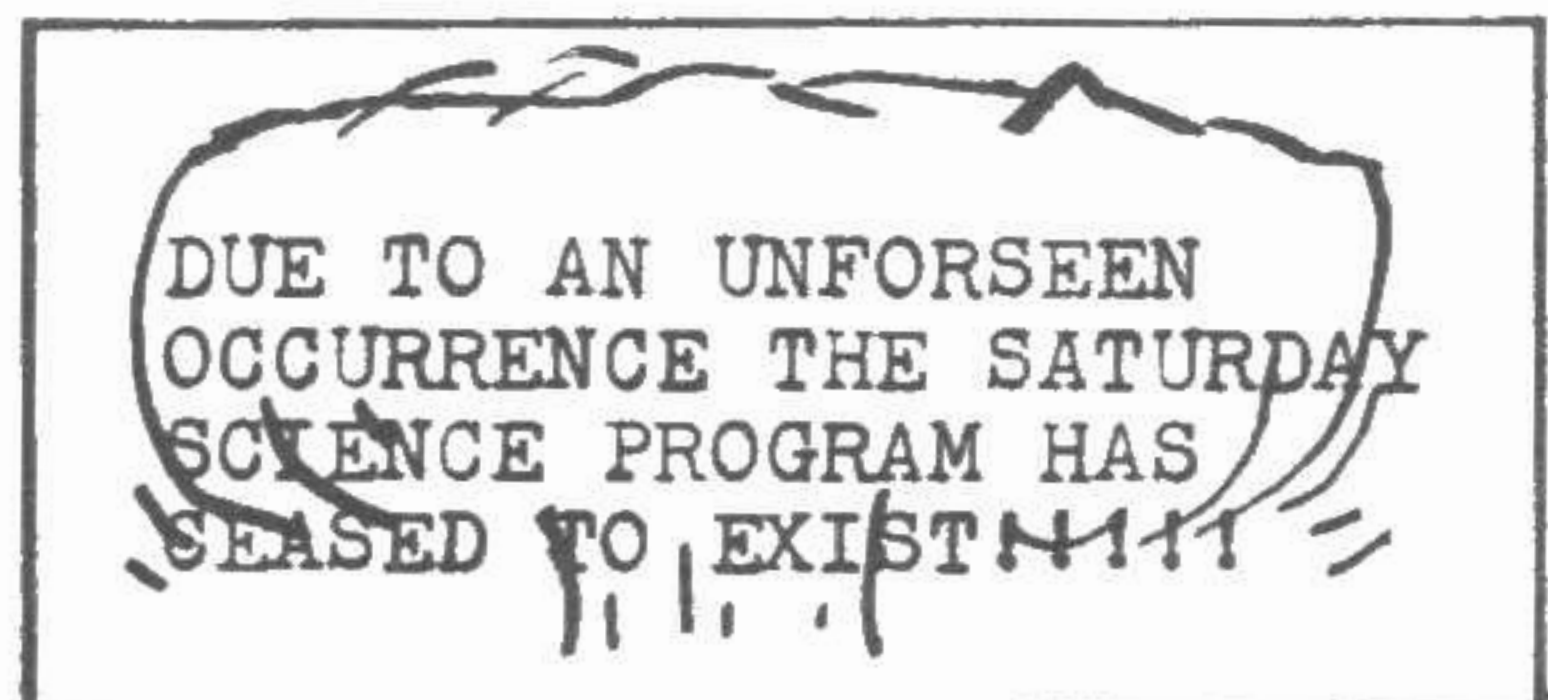 DUE TO AN UNFORSEEN
OCCURRENCE THE SATURDAY
SCIENCE PROGRAM HAS
SEASED TO EXIST!!!!!